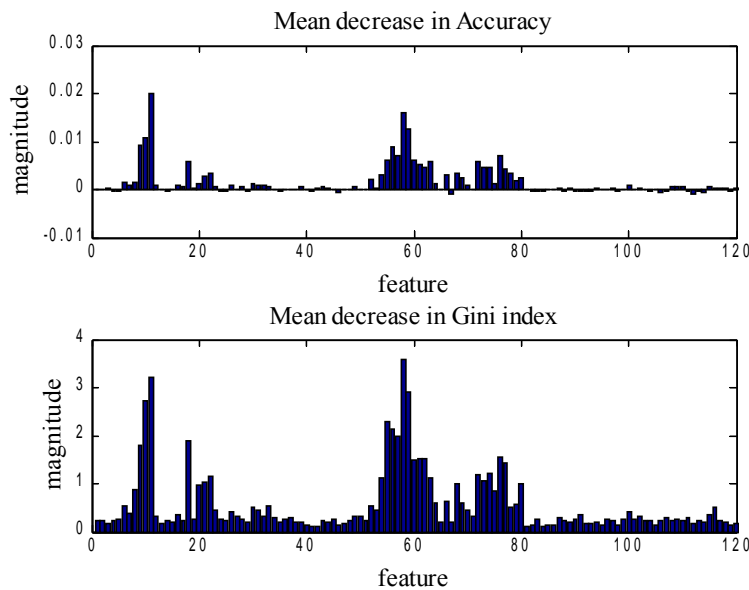 Mean decrease in Accuracy
0.03
0.02
0.01
0
-0.01
magnitude
0 20 40 60 80 100 120
feature
Mean decrease in Gini index
4
3
2
1
0
magnitude
0 20 40 60 80 100 120
feature